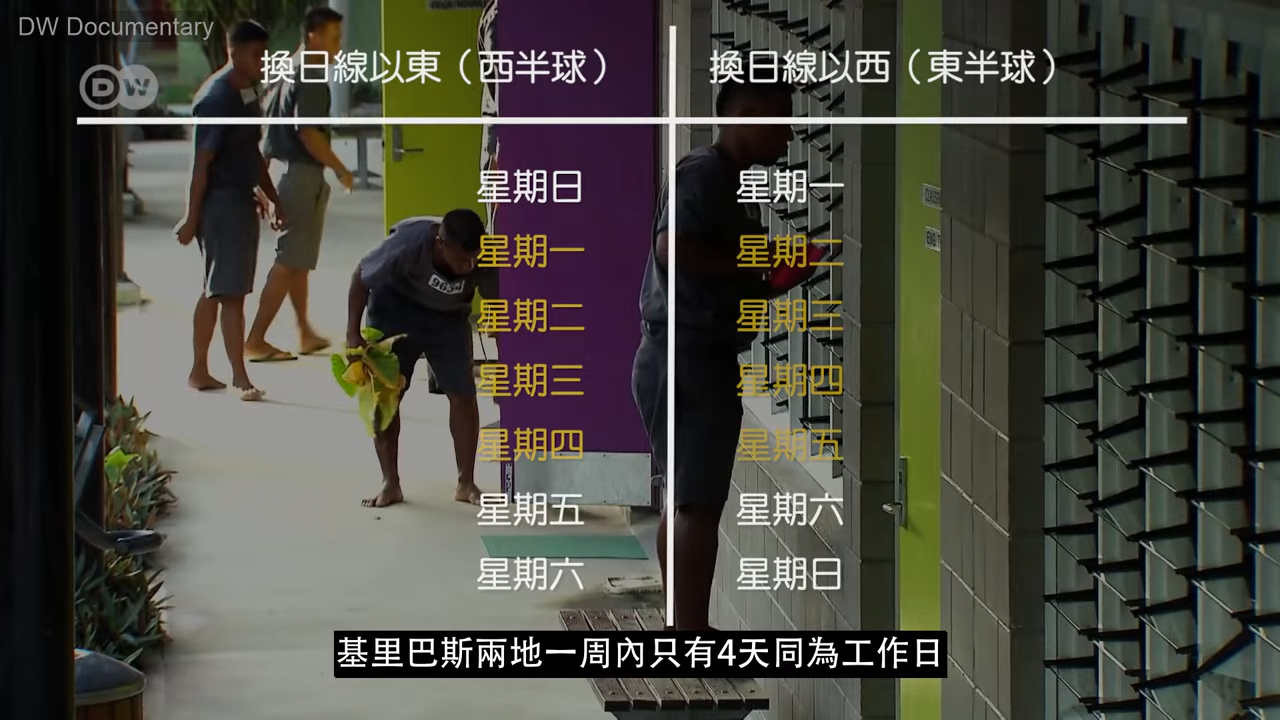 DW Documentary
DW
換日線以東（西半球） 換日線以西（東半球）
星期日 星期一
星期一 星期二
星期二 星期三
星期三 星期四
星期四 星期五
星期五 星期六
星期六 星期日
基里巴斯兩地一周內只有4天同為工作日